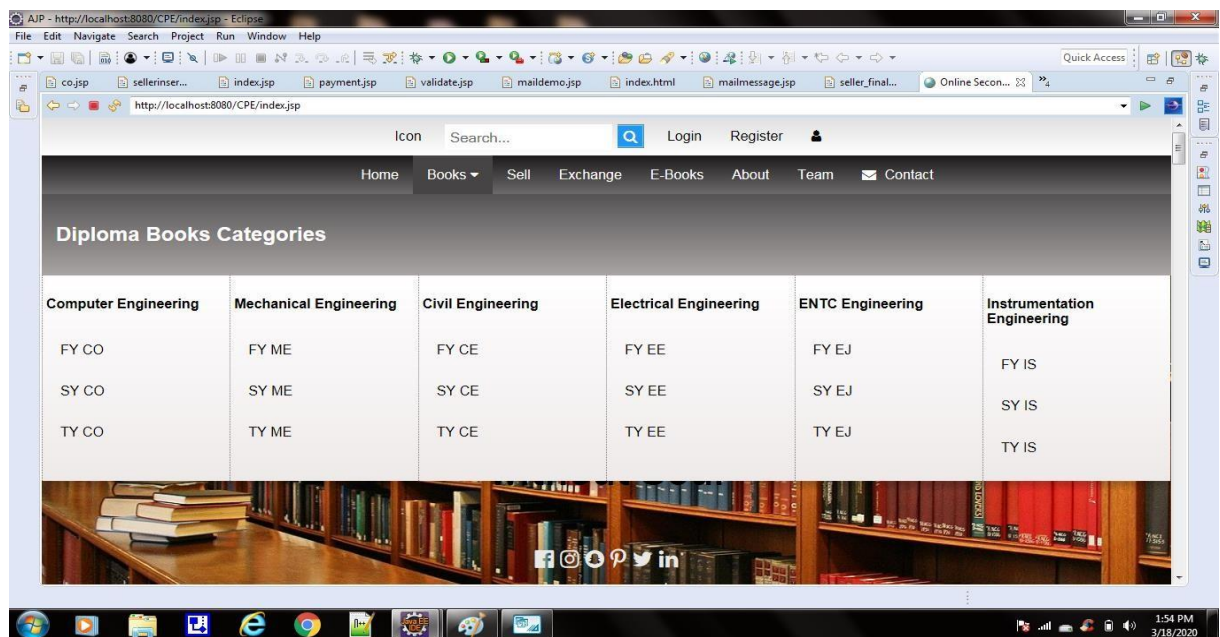 AJP - http://localhost:8080/CPE/index.jsp - Eclipse
File Edit Navigate Search Project Run Window Help
Quick Access
co.jsp sellerinser... index.jsp payment.jsp validate.jsp maildemo.jsp index.html mailmessage.jsp seller_final... Online Secon... »4
http://localhost:8080/CPE/index.jsp
Icon Search... Login Register
Home Books Sell Exchange E-Books About Team Contact
Diploma Books Categories
Computer Engineering Mechanical Engineering Civil Engineering Electrical Engineering ENTC Engineering Instrumentation Engineering
FY CO FY ME FY CE FY EE FY EJ FY IS
SY CO SY ME SY CE SY EE SY EJ SY IS
TY CO TY ME TY CE TY EE TY EJ TY IS
1:54 PM
3/18/2020